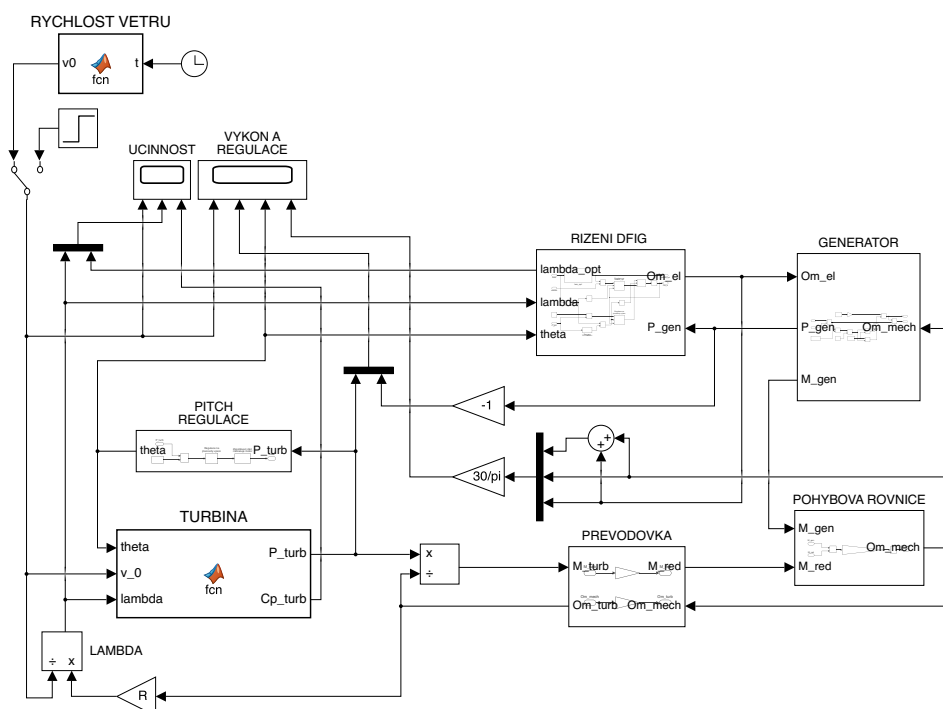 RYCHLOST VETRU
v0
t
fcn
UCINNOST
VYKON A
REGULACE
RIZENI DFIG
lambda_opt
Om_el
lambda
P_gen
theta
GENERATOR
Om_el
P_gen
Om_mech
M_gen
-1
PITCH
REGULACE
theta
P_turb
30/pi
+
+
POHYBOVA ROVNICE
M_gen
Om_mech
M_red
TURBINA
theta
P_turb
v_0
fcn
lambda
Cp_turb
x
÷
PREVODOVKA
M_turb
M_red
Om_turb
Om_mech
÷
x
LAMBDA
R